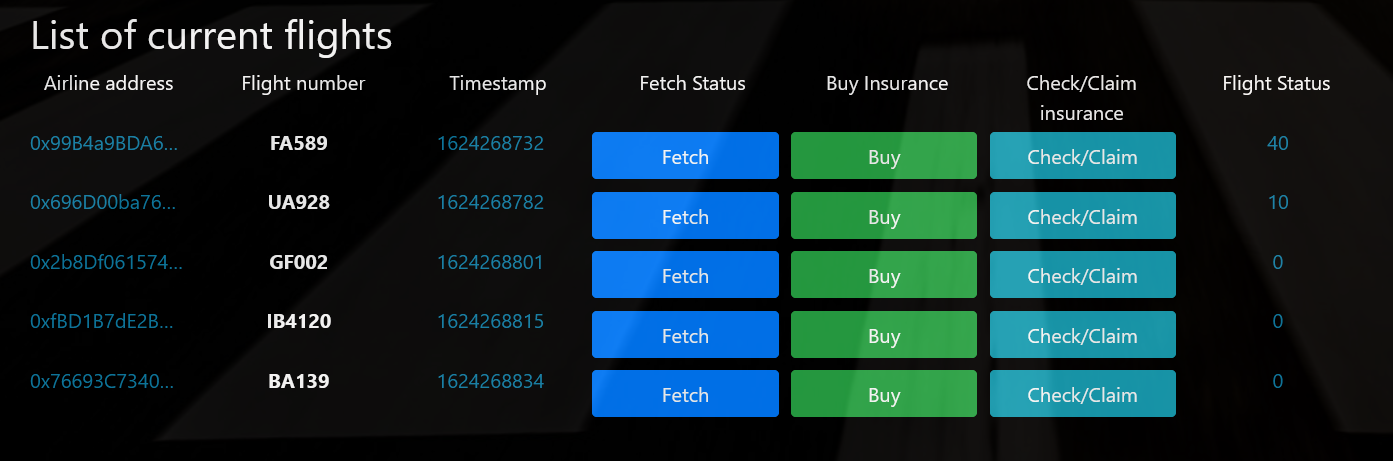 List of current flights
Airline address Flight number Timestamp Fetch Status Buy Insurance Check/Claim insurance Flight Status
0x99B4a9BDA6... FA589 1624268732 Fetch Buy Check/Claim 40
0x696D00ba76... UA928 1624268782 Fetch Buy Check/Claim 10
0x2b8Df061574... GF002 1624268801 Fetch Buy Check/Claim 0
0xfBD1B7dE2B... IB4120 1624268815 Fetch Buy Check/Claim 0
0x76693C7340... BA139 1624268834 Fetch Buy Check/Claim 0